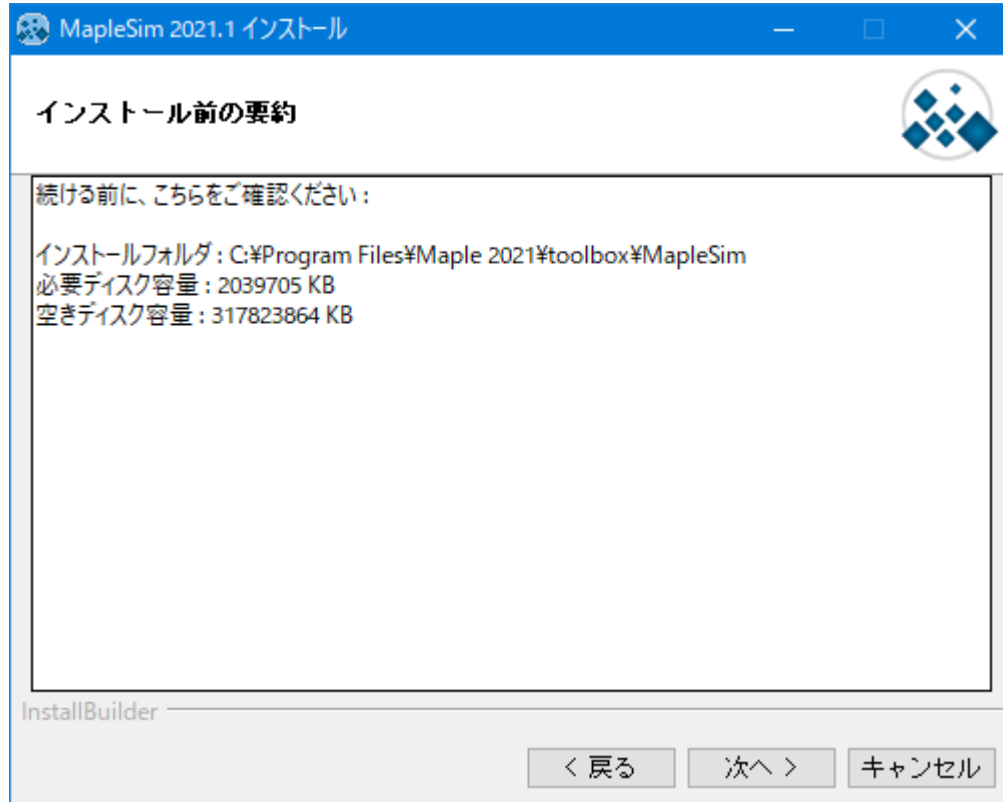 MapleSim 2021.1 インストール
インストール前の要約
続ける前に、こちらをご確認ください :
インストールフォルダ : C:¥Program Files¥Maple 2021¥toolbox¥MapleSim
必要ディスク容量 : 2039705 KB
空きディスク容量 : 317823864 KB
InstallBuilder
< 戻る 次へ > キャンセル